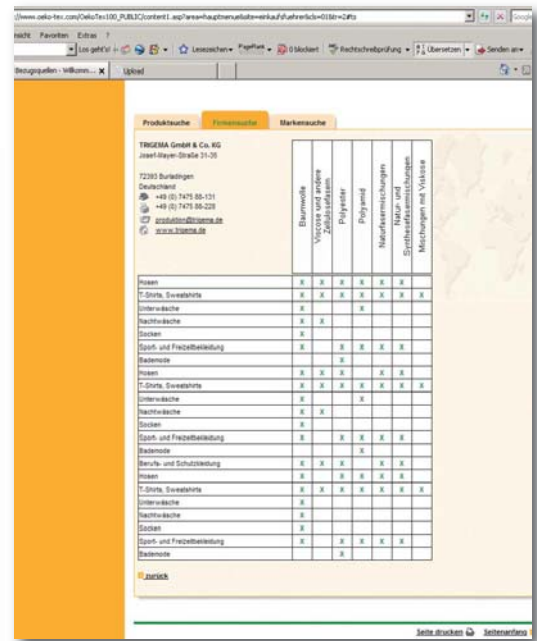 //www.oeko-tex.com/OekoTex100_PUBLIC/content1.asp?area=hauptmenue&site=einkaufsfuehrer&cls=01&tr=2#ts
nsicht Favoriten Extras ?
Los geht's! Lesezeichen PageRank 0 blockiert Rechtschreibprüfung Übersetzen Senden an
Bezugsquellen - Willkomm... Upload
Produktsuche Firmensuche Markensuche
TRIGEMA GmbH & Co. KG
Josef-Mayer-Straße 31-35
72393 Burladingen
Deutschland
+49 (0) 7475 88-131
+49 (0) 7475 88-228
produktion@trigema.de
www.trigema.de
Baumwolle
Viscose und andere Zellulosefasern
Polyester
Polyamid
Naturfasermischungen
Natur- und Synthesefasermischungen
Mischungen mit Viskose
Hosen X X X X X X
T-Shirts, Sweatshirts X X X X X X X
Unterwäsche X X
Nachtwäsche X X
Socken X
Sport- und Freizeitbekleidung X X X X X
Bademode X
Hosen X X X X X
T-Shirts, Sweatshirts X X X X X X X
Unterwäsche X X
Nachtwäsche X X
Socken X
Sport- und Freizeitbekleidung X X X X X
Bademode X
Berufs- und Schutzkleidung X X X X X
Hosen X X X X X
T-Shirts, Sweatshirts X X X X X X X
Unterwäsche X
Nachtwäsche X
Socken X
Sport- und Freizeitbekleidung X X X X X
Bademode X
zurück
Seite drucken Seitenanfang